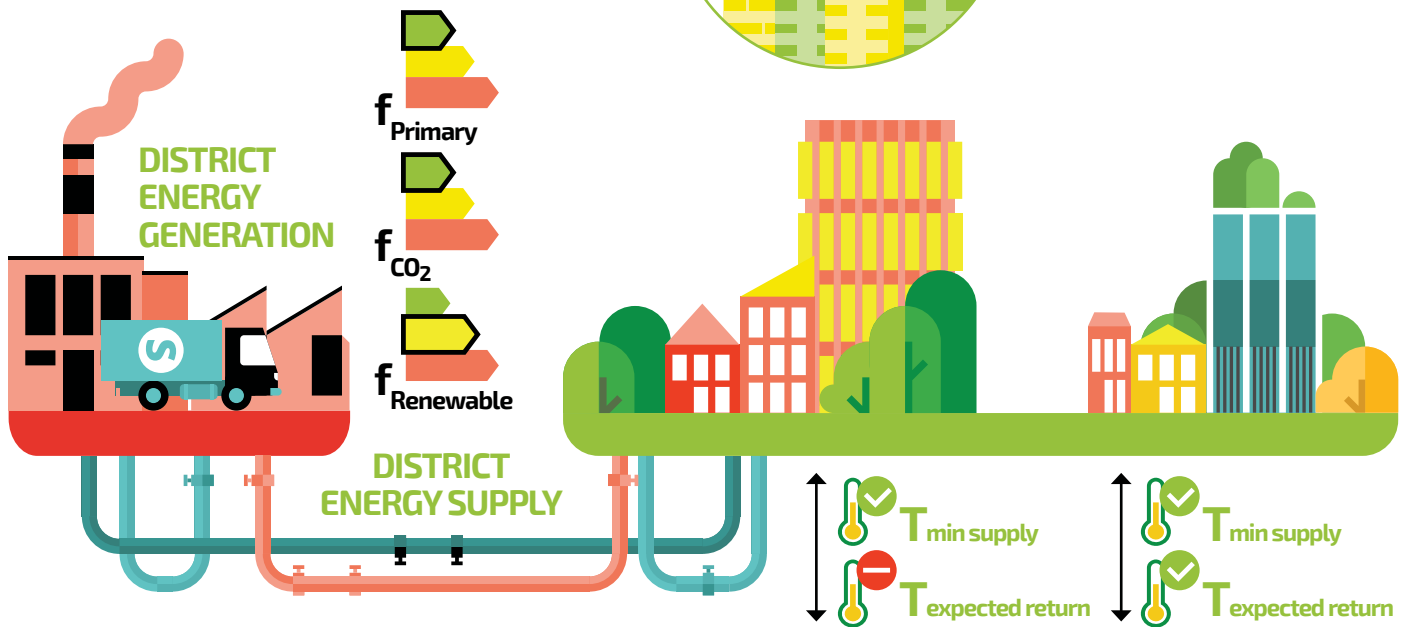 DISTRICT
ENERGY
GENERATION
f Primary
f CO₂
f Renewable
S
DISTRICT
ENERGY SUPPLY
T min supply
T expected return
T min supply
T expected return